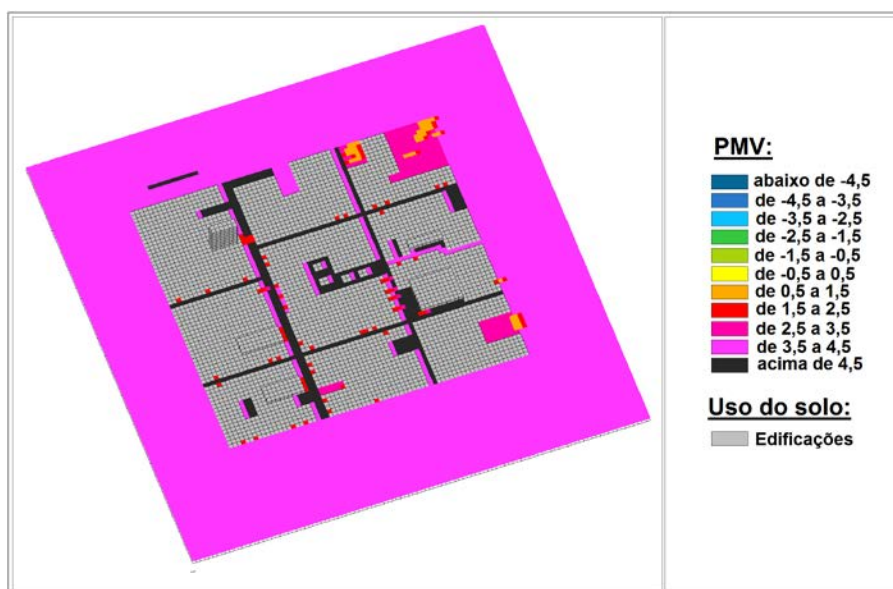 PMV:
abaixo de -4,5
de -4,5 a -3,5
de -3,5 a -2,5
de -2,5 a -1,5
de -1,5 a -0,5
de -0,5 a 0,5
de 0,5 a 1,5
de 1,5 a 2,5
de 2,5 a 3,5
de 3,5 a 4,5
acima de 4,5
Uso do solo:
Edificações